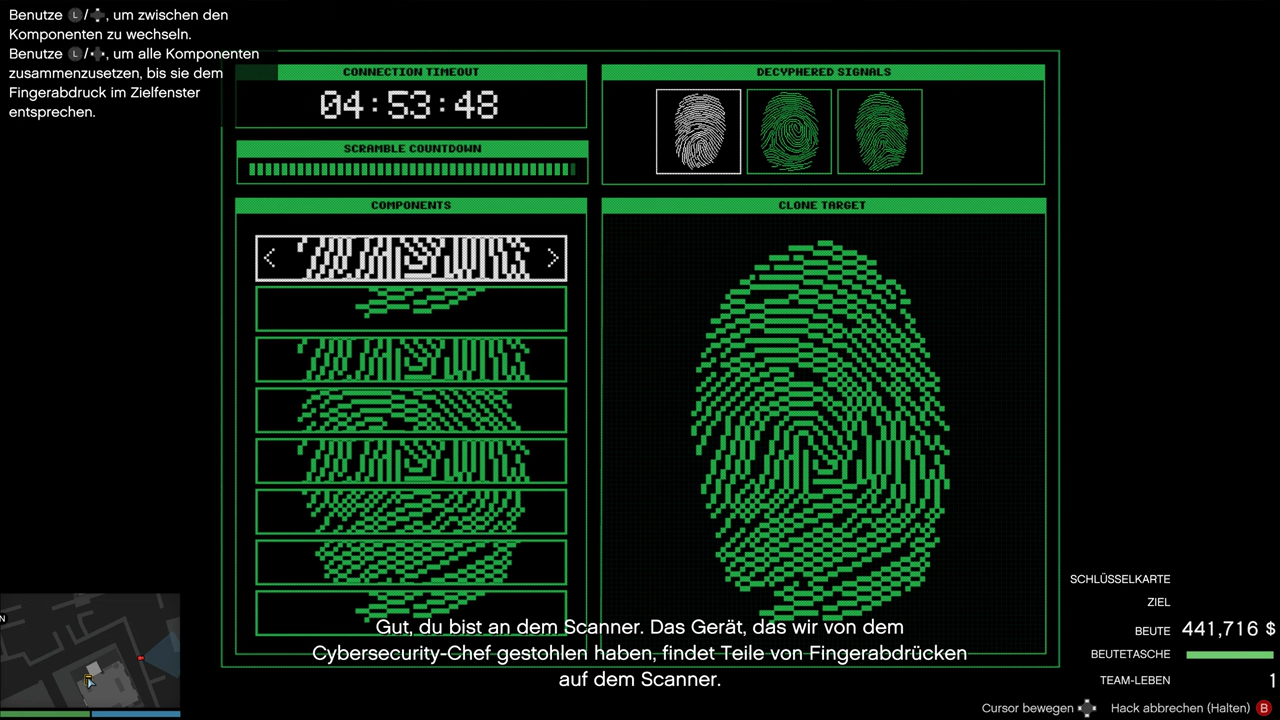 Benutze L/, um zwischen den
Komponenten zu wechseln.
Benutze L/, um alle Komponenten
zusammenzusetzen, bis sie dem
Fingerabdruck im Zielfenster
entsprechen.
CONNECTION TIMEOUT
04:53:48
SCRAMBLE COUNTDOWN
COMPONENTS
DECYPHERED SIGNALS
CLONE TARGET
N
Gut, du bist an dem Scanner. Das Gerät, das wir von dem
Cybersecurity-Chef gestohlen haben, findet Teile von Fingerabdrücken
auf dem Scanner.
SCHLÜSSELKARTE
ZIEL
BEUTE 441,716 $
BEUTETASCHE
TEAM-LEBEN 1
Cursor bewegen Hack abbrechen (Halten) B